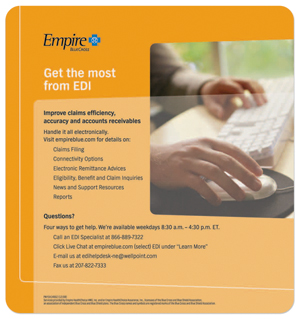 Empire
BlueCross
Get the most
from EDI
Improve claims efficiency,
accuracy and accounts receivables
Handle it all electronically.
Visit empireblue.com for details on:
Claims Filing
Connectivity Options
Electronic Remittance Advices
Eligibility, Benefit and Claim Inquiries
News and Support Resources
Reports
Questions?
Four ways to get help. We're available weekdays 8:30 a.m. – 4:30 p.m. ET.
Call an EDI Specialist at 866-889-7322
Click Live Chat at empireblue.com (select) EDI under "Learn More"
E-mail us at edihelpdesk-ne@wellpoint.com
Fax us at 207-822-7333